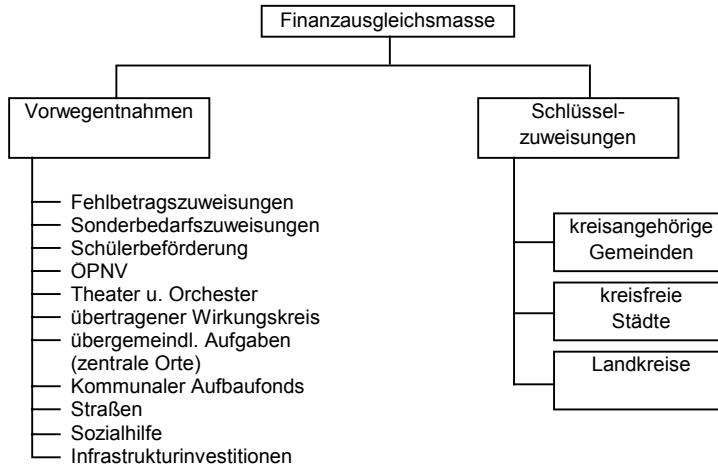 Finanzausgleichsmasse
Vorwegentnahmen
Fehlbetragszuweisungen
Sonderbedarfszuweisungen
Schülerbeförderung
ÖPNV
Theater u. Orchester
übertragener Wirkungskreis
übergemeindl. Aufgaben
(zentrale Orte)
Kommunaler Aufbaufonds
Straßen
Sozialhilfe
Infrastrukturinvestitionen
Schlüssel-
zuweisungen
kreisangehörige
Gemeinden
kreisfreie
Städte
Landkreise